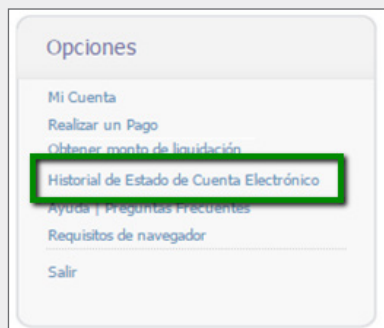 Opciones
Mi Cuenta
Realizar un Pago
Obtener monto de liquidación
Historial de Estado de Cuenta Electrónico
Ayuda | Preguntas Frecuentes
Requisitos de navegador
Salir